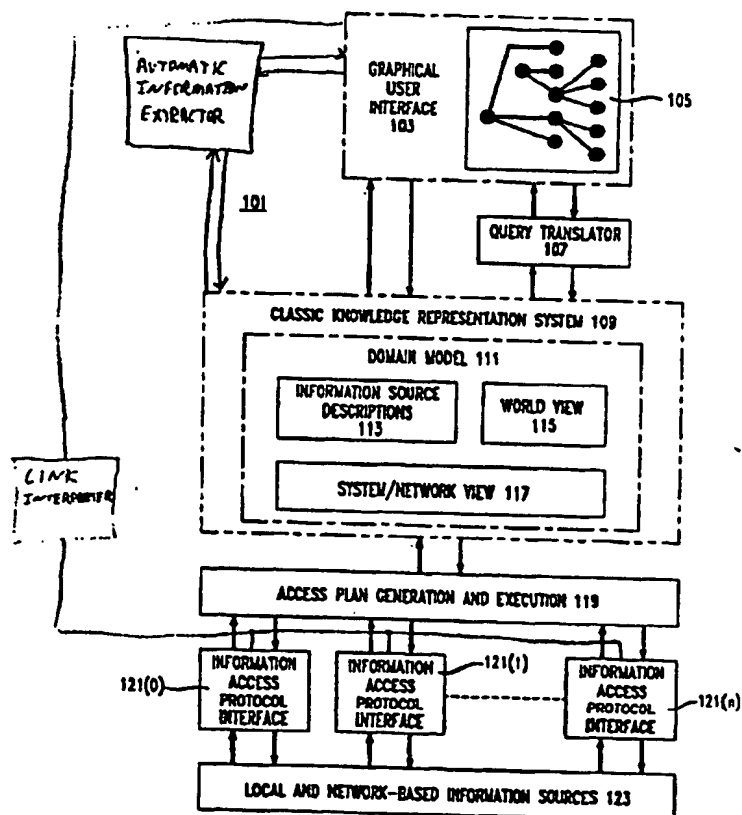 AUTOMATIC
INFORMATION
EXTRACTOR
GRAPHICAL
USER
INTERFACE
103
105
101
QUERY
TRANSLATOR
107
CLASSIC KNOWLEDGE REPRESENTATION SYSTEM 109
DOMAIN MODEL 111
INFORMATION SOURCE
DESCRIPTIONS
113
WORLD VIEW
115
SYSTEM/NETWORK VIEW 117
LINK
INTERPRETER
ACCESS PLAN GENERATION AND EXECUTION 119
121(0)
INFORMATION
ACCESS
PROTOCOL
INTERFACE
INFORMATION
ACCESS
PROTOCOL
INTERFACE
121(1)
INFORMATION
ACCESS
PROTOCOL
INTERFACE
121(n)
LOCAL AND NETWORK-BASED INFORMATION SOURCES 123